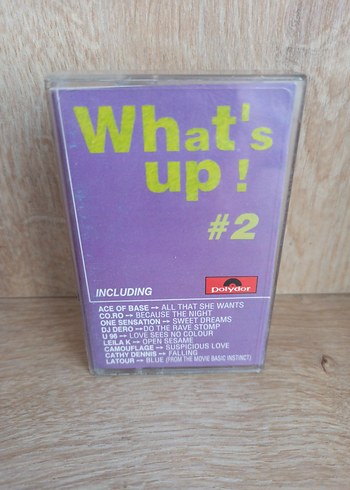 What's
up!
#2
INCLUDING
polydor
ACE OF BASE → ALL THAT SHE WANTS
CO.RO → BECAUSE THE NIGHT
ONE SENSATION → SWEET DREAMS
DJ DERO → DO THE RAVE STOMP
U 96 → LOVE SEES NO COLOUR
LEILA K → OPEN SESAME
CAMOUFLAGE → SUSPICIOUS LOVE
CATHY DENNIS → FALLING
LATOUR → BLUE (FROM THE MOVIE BASIC INSTINCT)